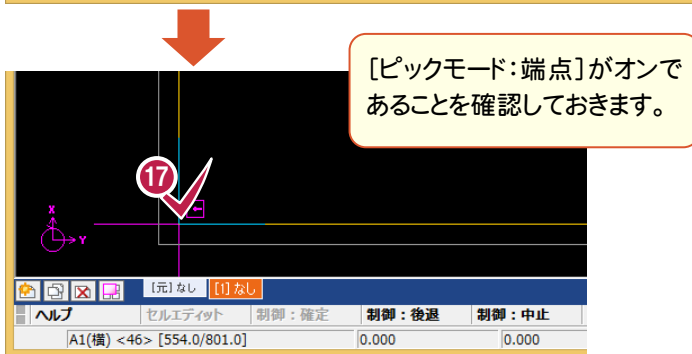 ［ピックモード：端点］がオンで
あることを確認しておきます。
17
X
Y
[元] なし [1] なし
ヘルプ セルエディット 制御：確定 制御：後退 制御：中止
A1(横) <46> [554.0/801.0] 0.000 0.000